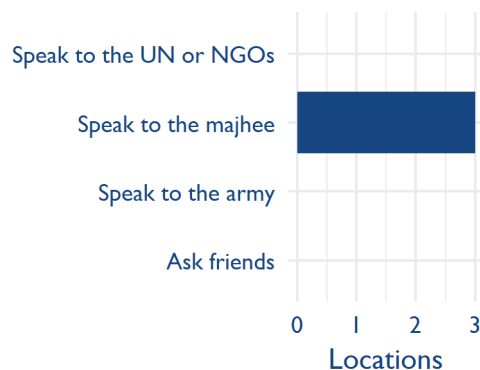 Speak to the UN or NGOs
Speak to the majhee
Speak to the army
Ask friends
0 1 2 3
Locations